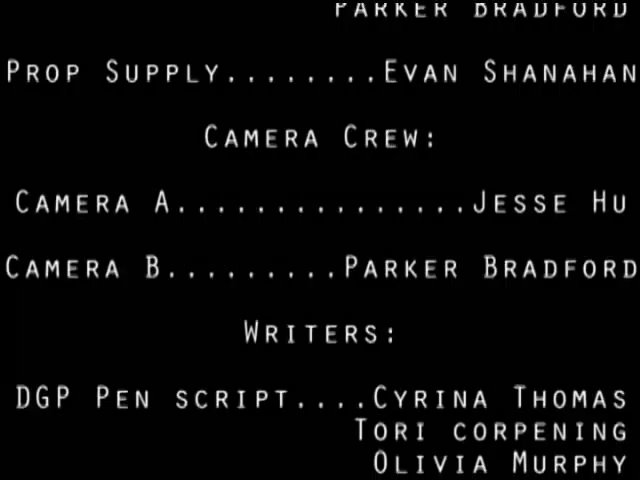 PARKER BRADFORD
PROP SUPPLY........EVAN SHANAHAN
CAMERA CREW:
CAMERA A...............JESSE HU
CAMERA B.........PARKER BRADFORD
WRITERS:
DGP PEN SCRIPT....CYRINA THOMAS
TORI CORPENING
OLIVIA MURPHY